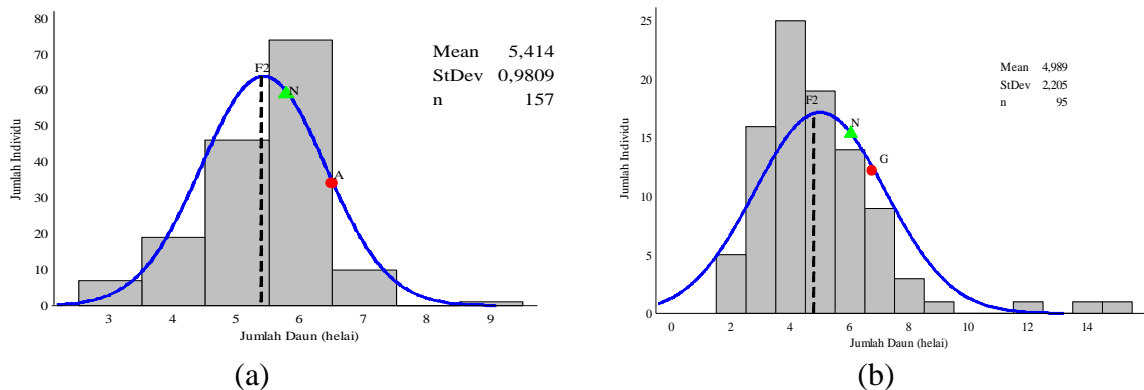 80
70
60
50
40
30
20
10
0
Jumlah Individu
F2
N
A
Mean 5,414
StDev 0,9809
n 157
3 4 5 6 7 8 9
Jumlah Daun (helai)
(a)
25
20
15
10
5
0
Jumlah Individu
F2
N
G
Mean 4,989
StDev 2,205
n 95
0 2 4 6 8 10 12 14
Jumlah Daun (helai)
(b)